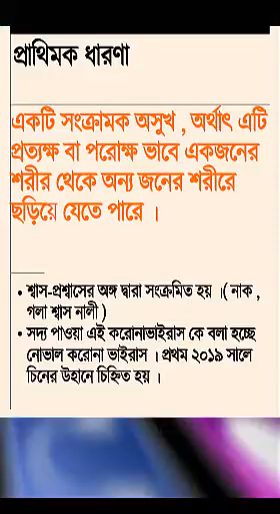 প্রাথিমক ধারণা
একটি সংক্রামক অসুখ , অর্থাৎ এটি
প্রত্যক্ষ বা পরোক্ষ ভাবে একজনের
শরীর থেকে অন্য জনের শরীরে
ছড়িয়ে যেতে পারে ।
• শ্বাস-প্রশ্বাসের অঙ্গ দ্বারা সংক্রমিত হয় ।( নাক ,
গলা শ্বাস নালী )
• সদ্য পাওয়া এই করোনাভাইরাস কে বলা হচ্ছে
নোভাল করোনা ভাইরাস । প্রথম ২০১৯ সালে
চিনের উহানে চিহ্নিত হয় ।